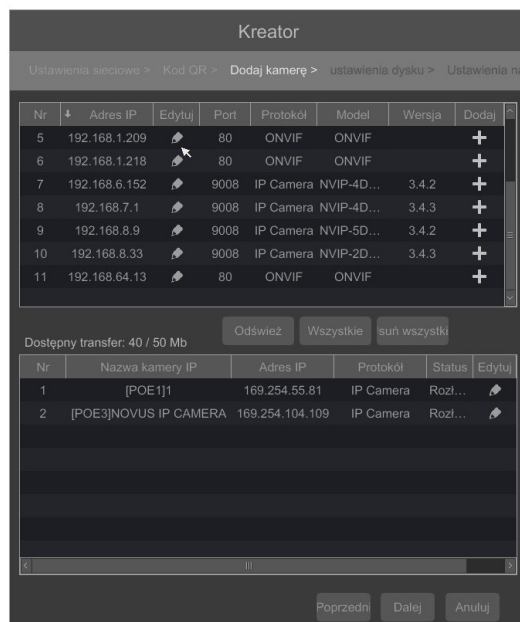 Kreator
Ustawienia sieciowe > Kod QR > Dodaj kamerę > ustawienia dysku > Ustawienia na
Nr Adres IP Edytuj Port Protokół Model Wersja Dodaj
5 192.168.1.209 80 ONVIF ONVIF
6 192.168.1.218 80 ONVIF ONVIF
7 192.168.6.152 9008 IP Camera NVIP-4D... 3.4.2
8 192.168.7.1 9008 IP Camera NVIP-4D... 3.4.3
9 192.168.8.9 9008 IP Camera NVIP-5D... 3.4.2
10 192.168.8.33 9008 IP Camera NVIP-2D... 3.4.3
11 192.168.64.13 80 ONVIF ONVIF
Odśwież Wszystkie suń wszystki
Dostępny transfer: 40 / 50 Mb
Nr Nazwa kamery IP Adres IP Protokół Status Edytuj
1 [POE1]1 169.254.55.81 IP Camera Rozł...
2 [POE3]NOVUS IP CAMERA 169.254.104.109 IP Camera Rozł...
Poprzedni Dalej Anuluj